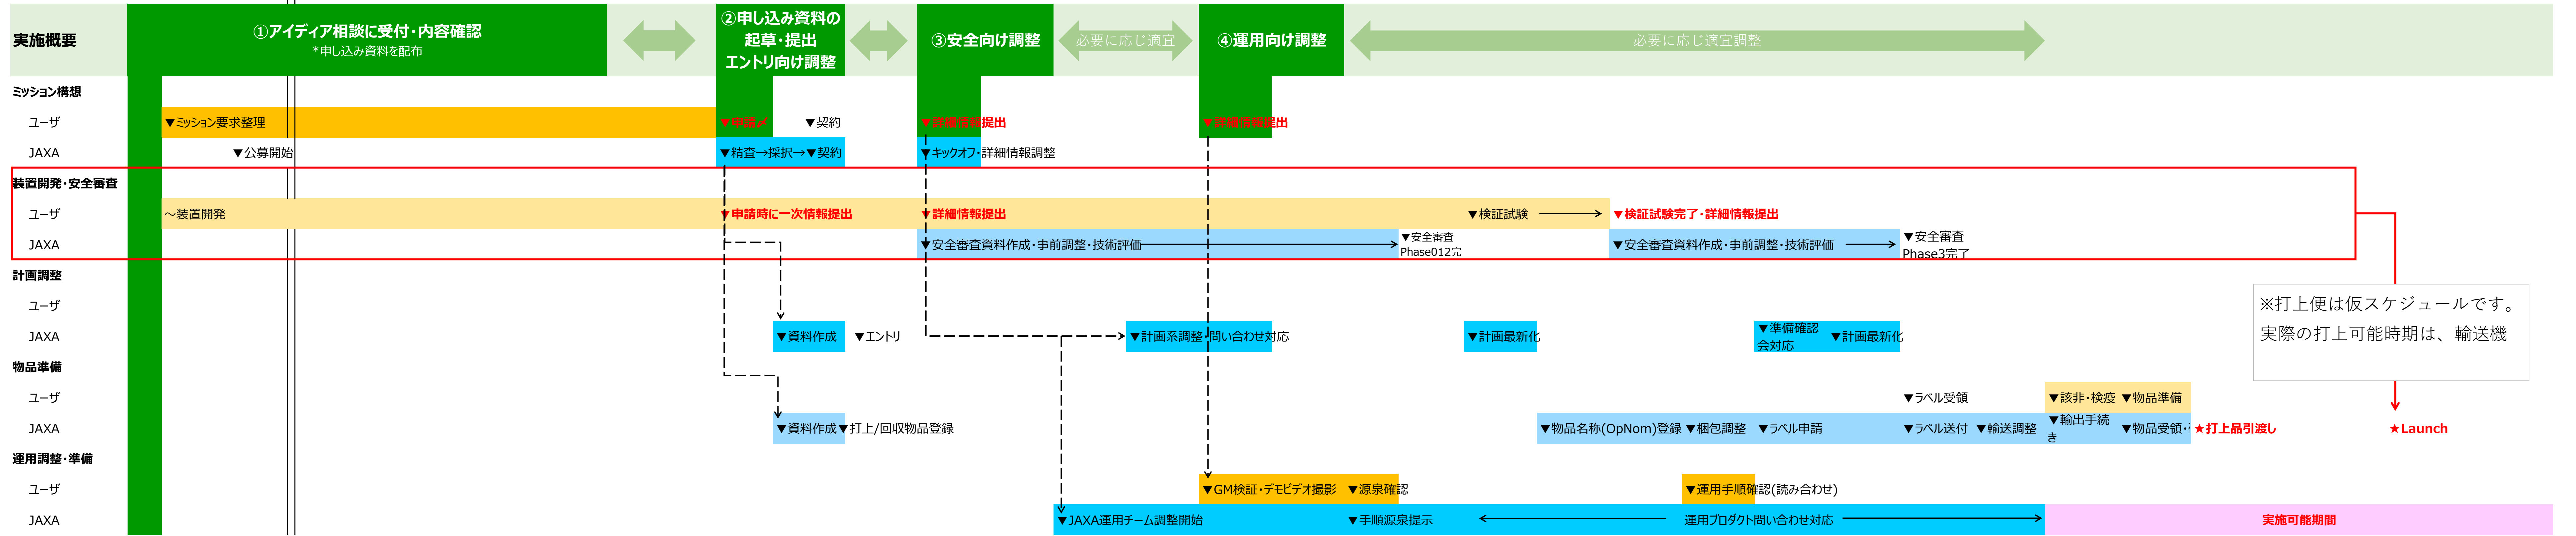 実施概要
①アイディア相談に受付・内容確認
*申し込み資料を配布
②申し込み資料の
起草・提出
エントリ向け調整
③安全向け調整
必要に応じ適宜
④運用向け調整
必要に応じ適宜調整
ミッション構想
ユーザ
▼ミッション要求整理
▼申請〆
▼契約
▼詳細情報提出
▼詳細情報提出
JAXA
▼公募開始
▼精査→採択→▼契約
▼キックオフ・詳細情報調整
装置開発・安全審査
ユーザ
～装置開発
▼申請時に一次情報提出
▼詳細情報提出
▼検証試験
▼検証試験完了・詳細情報提出
JAXA
▼安全審査資料作成・事前調整・技術評価
▼安全審査
Phase012完
▼安全審査資料作成・事前調整・技術評価
▼安全審査
Phase3完了
計画調整
ユーザ
JAXA
▼資料作成
▼エントリ
▼計画系調整・問い合わせ対応
▼計画最新化
▼準備確認
会対応
▼計画最新化
※打上便は仮スケジュールです。
実際の打上可能時期は、輸送機
物品準備
ユーザ
▼ラベル受領
▼該非・検疫
▼物品準備
JAXA
▼資料作成
▼打上/回収物品登録
▼物品名称(OpNom)登録
▼梱包調整
▼ラベル申請
▼ラベル送付
▼輸送調整
▼輸出手続
き
▼物品受領・
★打上品引渡し
★Launch
運用調整・準備
ユーザ
▼GM検証・デモビデオ撮影
▼源泉確認
▼運用手順確認(読み合わせ)
JAXA
▼JAXA運用チーム調整開始
▼手順源泉提示
運用プロダクト問い合わせ対応
実施可能期間